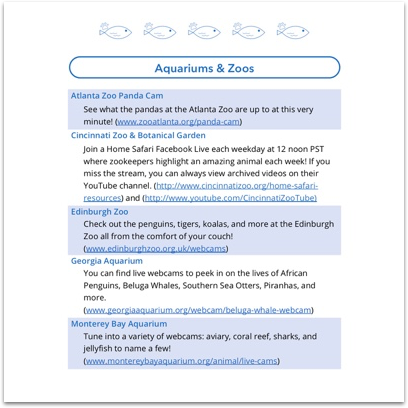 Aquariums & Zoos
Atlanta Zoo Panda Cam
See what the pandas at the Atlanta Zoo are up to at this very
minute! (www.zooatlanta.org/panda-cam)
Cincinnati Zoo & Botanical Garden
Join a Home Safari Facebook Live each weekday at 12 noon PST
where zookeepers highlight an amazing animal each week! If you
miss the stream, you can always view archived videos on their
YouTube channel. (http://www.cincinnatizoo.org/home-safari-
resources) and (http://www.youtube.com/CincinnatiZooTube)
Edinburgh Zoo
Check out the penguins, tigers, koalas, and more at the Edinburgh
Zoo all from the comfort of your couch!
(www.edinburghzoo.org.uk/webcams)
Georgia Aquarium
You can find live webcams to peek in on the lives of African
Penguins, Beluga Whales, Southern Sea Otters, Piranhas, and
more.
(www.georgiaaquarium.org/webcam/beluga-whale-webcam)
Monterey Bay Aquarium
Tune into a variety of webcams: aviary, coral reef, sharks, and
jellyfish to name a few!
(www.montereybayaquarium.org/animal/live-cams)